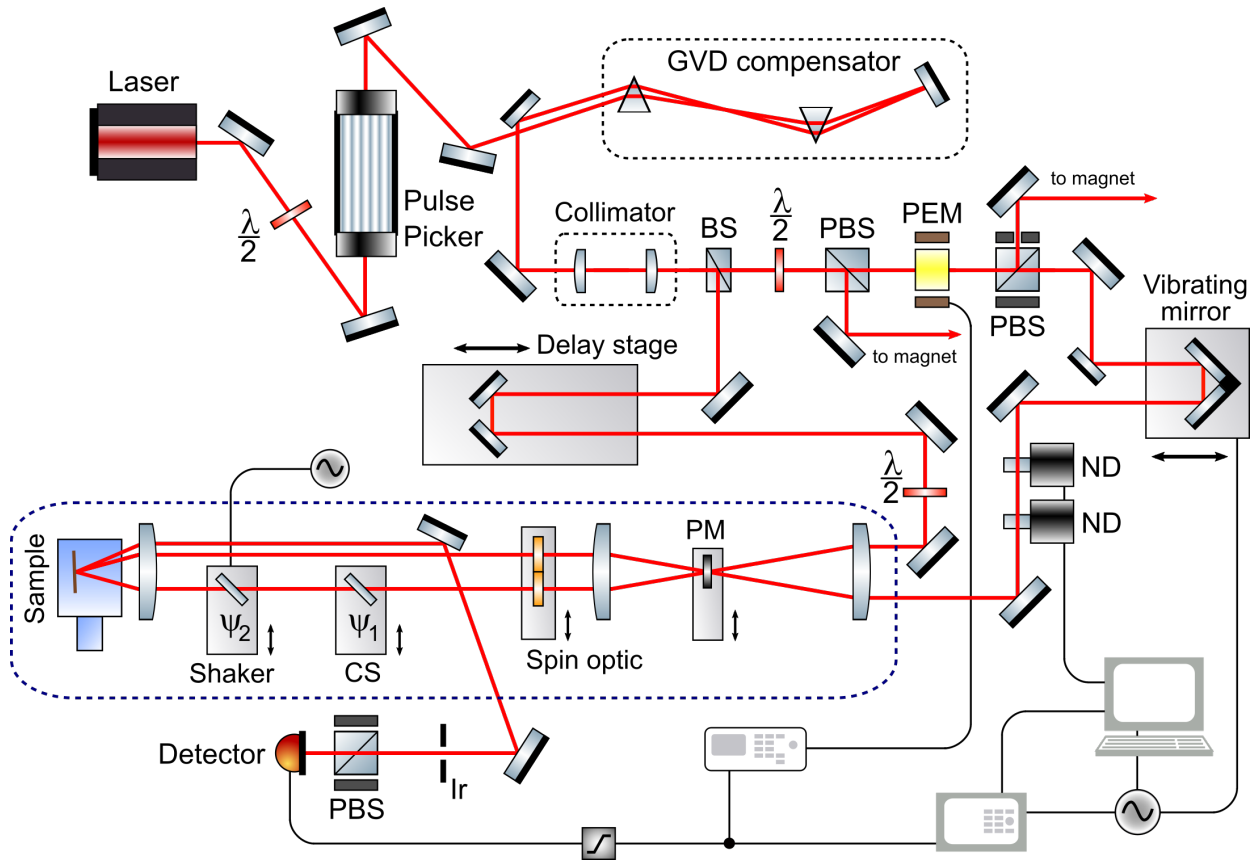 Laser
λ
2
Pulse
Picker
GVD compensator
Collimator
BS
λ
2
PBS
PEM
to magnet
PBS
to magnet
Vibrating
mirror
Delay stage
λ
2
ND
ND
Sample
ψ2
Shaker
ψ1
CS
Spin optic
PM
Detector
PBS
Ir